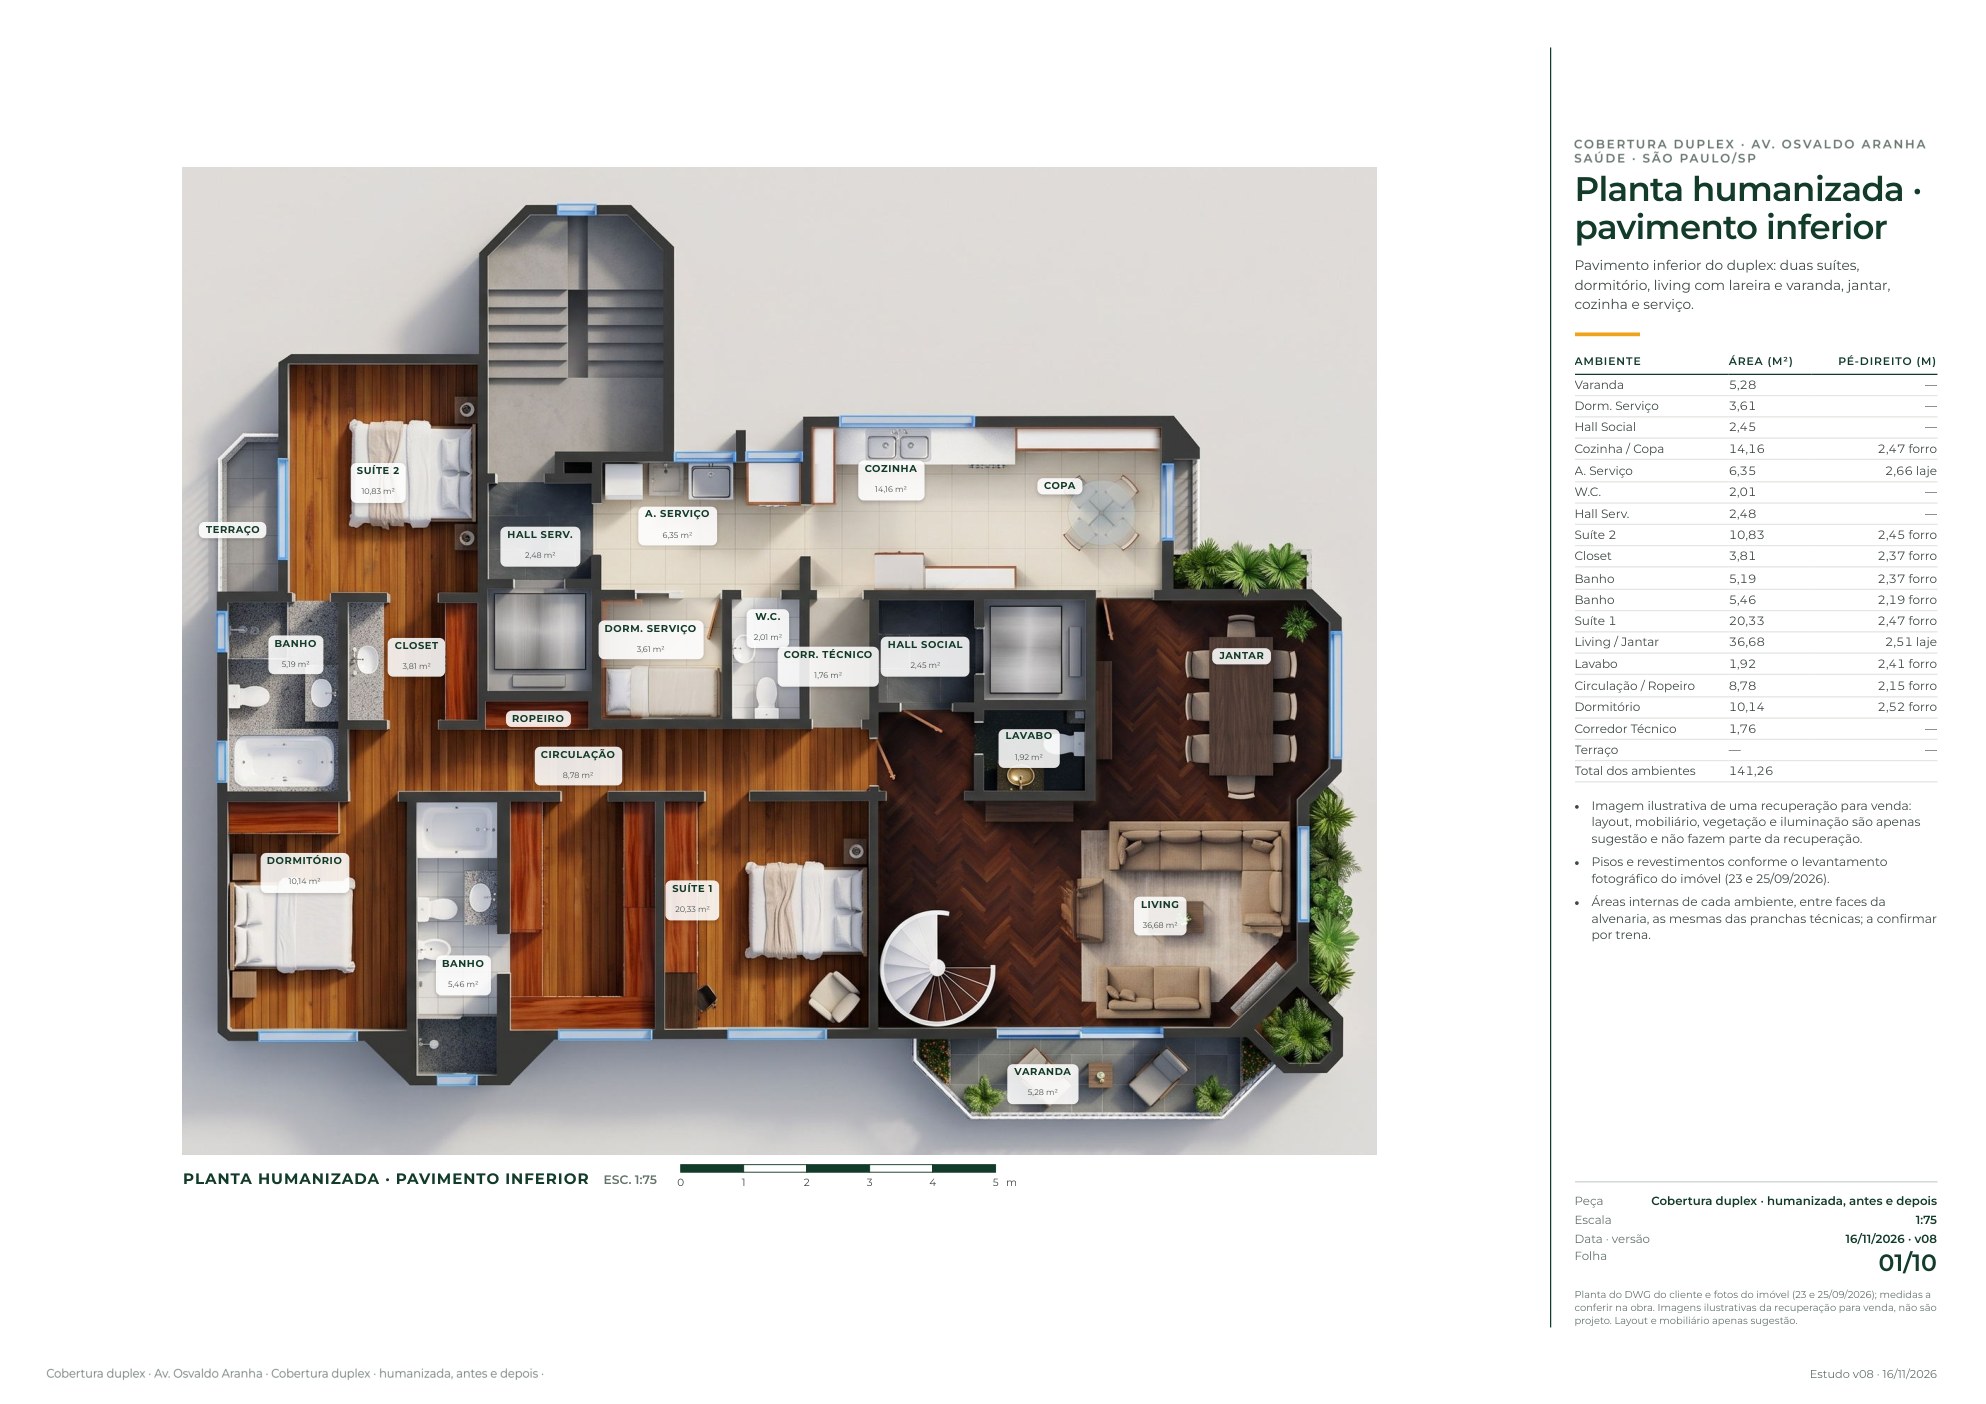 COBERTURA DUPLEX · AV. OSVALDO ARANHA
SAÚDE · SÃO PAULO/SP
Planta humanizada ·
pavimento inferior
Pavimento inferior do duplex: duas suítes,
dormitório, living com lareira e varanda, jantar,
cozinha e serviço.
AMBIENTE ÁREA (M²) PÉ-DIREITO (M)
Varanda 5,28 —
Dorm. Serviço 3,61 —
Hall Social 2,45 —
Cozinha / Copa 14,16 2,47 forro
A. Serviço 6,35 2,66 laje
W.C. 2,01 —
Hall Serv. 2,48 —
Suíte 2 10,83 2,45 forro
Closet 3,81 2,37 forro
Banho 5,19 2,37 forro
Banho 5,46 2,19 forro
Suíte 1 20,33 2,47 forro
Living / Jantar 36,68 2,51 laje
Lavabo 1,92 2,41 forro
Circulação / Ropeiro 8,78 2,15 forro
Dormitório 10,14 2,52 forro
Corredor Técnico 1,76 —
Terraço — —
Total dos ambientes 141,26
• Imagem ilustrativa de uma recuperação para venda:
layout, mobiliário, vegetação e iluminação são apenas
sugestão e não fazem parte da recuperação.
• Pisos e revestimentos conforme o levantamento
fotográfico do imóvel (23 e 25/09/2026).
• Áreas internas de cada ambiente, entre faces da
alvenaria, as mesmas das pranchas técnicas; a confirmar
por trena.
SUÍTE 2
10,83 m²
COZINHA
14,16 m²
COPA
TERRAÇO
A. SERVIÇO
6,35 m²
HALL SERV.
2,48 m²
BANHO
5,19 m²
CLOSET
3,81 m²
DORM. SERVIÇO
3,61 m²
W.C.
2,01 m²
CORR. TÉCNICO
1,76 m²
HALL SOCIAL
2,45 m²
JANTAR
ROPEIRO
CIRCULAÇÃO
8,78 m²
LAVABO
1,92 m²
DORMITÓRIO
10,14 m²
SUÍTE 1
20,33 m²
LIVING
36,68 m²
BANHO
5,46 m²
VARANDA
5,28 m²
PLANTA HUMANIZADA · PAVIMENTO INFERIOR ESC. 1:75
0 1 2 3 4 5 m
Peça Cobertura duplex · humanizada, antes e depois
Escala 1:75
Data · versão 16/11/2026 · v08
Folha 01/10
Planta do DWG do cliente e fotos do imóvel (23 e 25/09/2026); medidas a
conferir na obra. Imagens ilustrativas da recuperação para venda, não são
projeto. Layout e mobiliário apenas sugestão.
Cobertura duplex · Av. Osvaldo Aranha · Cobertura duplex · humanizada, antes e depois ·
Estudo v08 · 16/11/2026